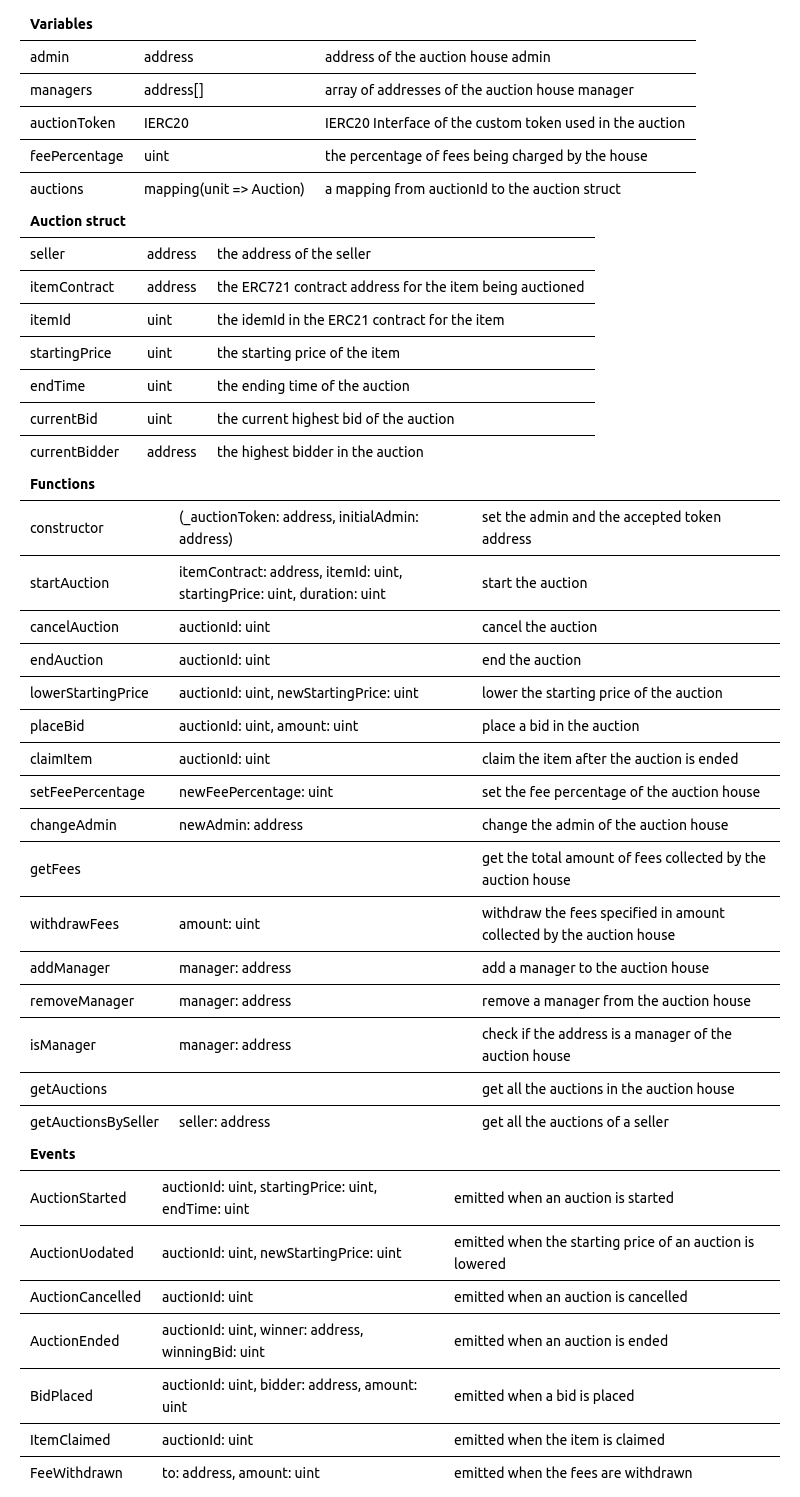 Variables
admin address address of the auction house admin
managers address[] array of addresses of the auction house manager
auctionToken IERC20 IERC20 Interface of the custom token used in the auction
feePercentage uint the percentage of fees being charged by the house
auctions mapping(unit => Auction) a mapping from auctionId to the auction struct
Auction struct
seller address the address of the seller
itemContract address the ERC721 contract address for the item being auctioned
itemId uint the idemId in the ERC21 contract for the item
startingPrice uint the starting price of the item
endTime uint the ending time of the auction
currentBid uint the current highest bid of the auction
currentBidder address the highest bidder in the auction
Functions
constructor (_auctionToken: address, initialAdmin: set the admin and the accepted token
address) address
startAuction itemContract: address, itemId: uint, start the auction
startingPrice: uint, duration: uint
cancelAuction auctionId: uint cancel the auction
endAuction auctionId: uint end the auction
lowerStartingPrice auctionId: uint, newStartingPrice: uint lower the starting price of the auction
placeBid auctionId: uint, amount: uint place a bid in the auction
claimItem auctionId: uint claim the item after the auction is ended
setFeePercentage newFeePercentage: uint set the fee percentage of the auction house
changeAdmin newAdmin: address change the admin of the auction house
getFees get the total amount of fees collected by the
auction house
withdrawFees amount: uint withdraw the fees specified in amount
collected by the auction house
addManager manager: address add a manager to the auction house
removeManager manager: address remove a manager from the auction house
isManager manager: address check if the address is a manager of the
auction house
getAuctions get all the auctions in the auction house
getAuctionsBySeller seller: address get all the auctions of a seller
Events
AuctionStarted auctionId: uint, startingPrice: uint, emitted when an auction is started
endTime: uint
AuctionUodated auctionId: uint, newStartingPrice: uint emitted when the starting price of an auction is
lowered
AuctionCancelled auctionId: uint emitted when an auction is cancelled
AuctionEnded auctionId: uint, winner: address, emitted when an auction is ended
winningBid: uint
BidPlaced auctionId: uint, bidder: address, amount: emitted when a bid is placed
uint
ItemClaimed auctionId: uint emitted when the item is claimed
FeeWithdrawn to: address, amount: uint emitted when the fees are withdrawn